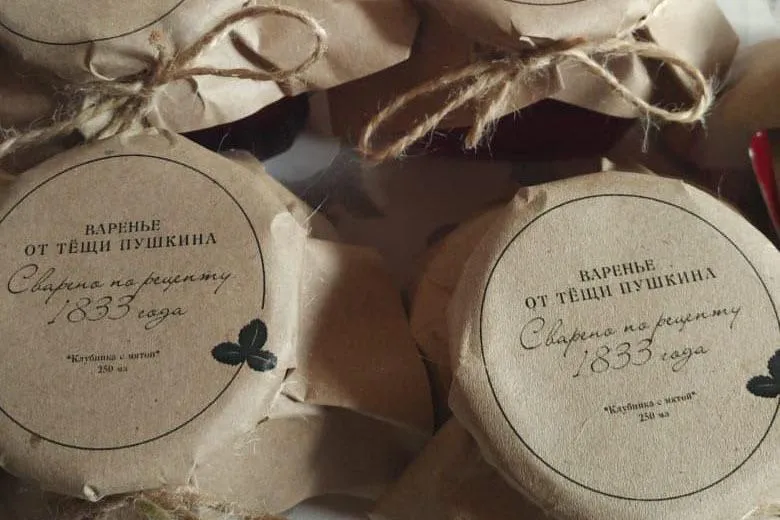 ВАРЕНЬЕ
ОТ ТЁЩИ ПУШКИНА
Сварено по рецепту
1833 года
"Клубника с мятой"
250 мл
ВАРЕНЬЕ
ОТ ТЁЩИ ПУШКИНА
Сварено по рецепту
1833 года
"Клубника с мятой"
250 мл